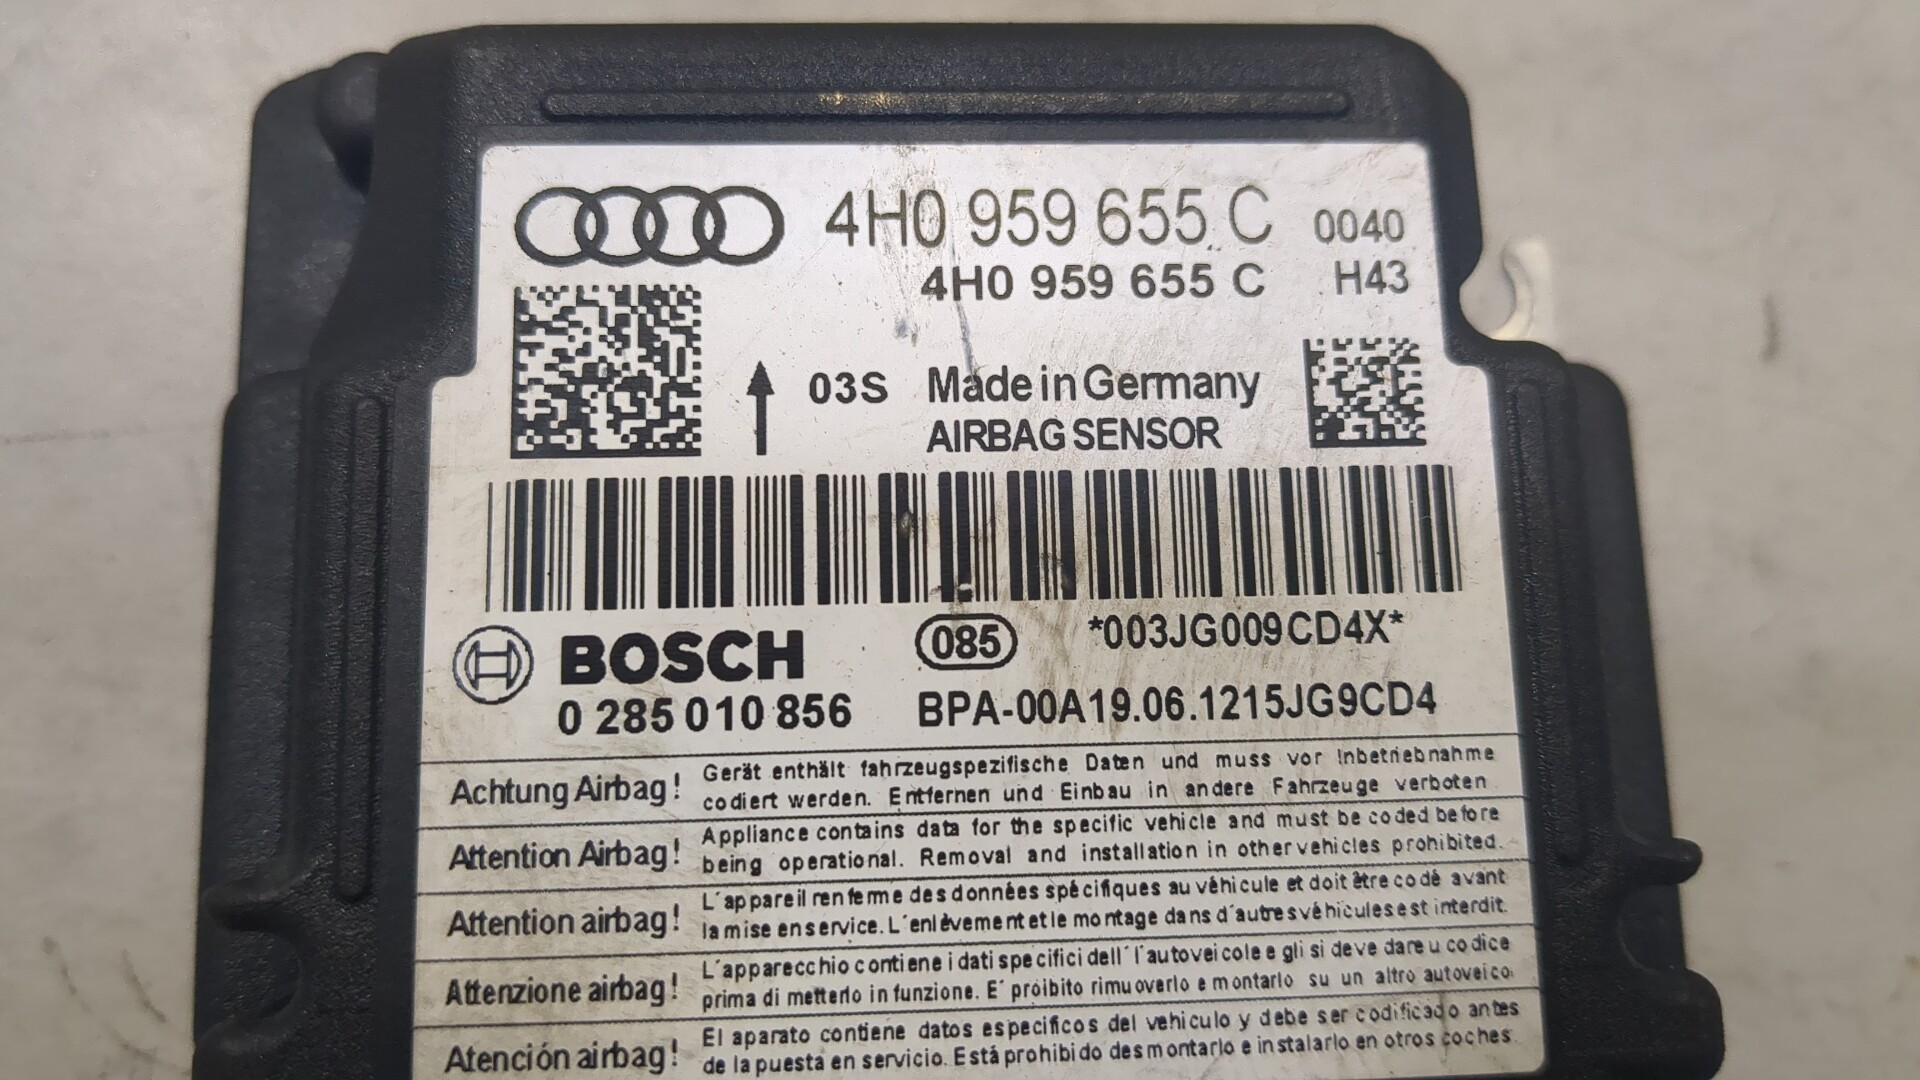 4H0 959 655 C 0040
4H0 959 655 C H43
03S Made in Germany
AIRBAG SENSOR
BOSCH 085 *003JG009CD4X*
0 285 010 856 BPA-00A19.06.1215JG9CD4
Achtung Airbag! Gerät enthält fahrzeugspezifische Daten und muss vor Inbetriebnahme
codiert werden. Entfernen und Einbau in andere Fahrzeuge verboten
Attention Airbag! Appliance contains data for the specific vehicle and must be coded before
being operational. Removal and installation in other vehicles prohibited.
Attention airbag! L´appareil renferme des données spécifiques au véhicule et doit être codé avant
la mise en service. L´enlèvement et le montage dans d´autres véhicules est interdit.
Attenzione airbag! L´apparecchio contiene i dati specifici dell´ l´autoveicolo e gli si deve dare u codice
prima di metterlo in funzione. E´ proibito rimuoverlo e montarlo su un altro autoveico
Atención airbag! El aparato contiene datos especificos del vehiculo y debe ser codificado antes
de la puesta en servicio. Está prohibido desmontarlo e instalarlo en otros coches